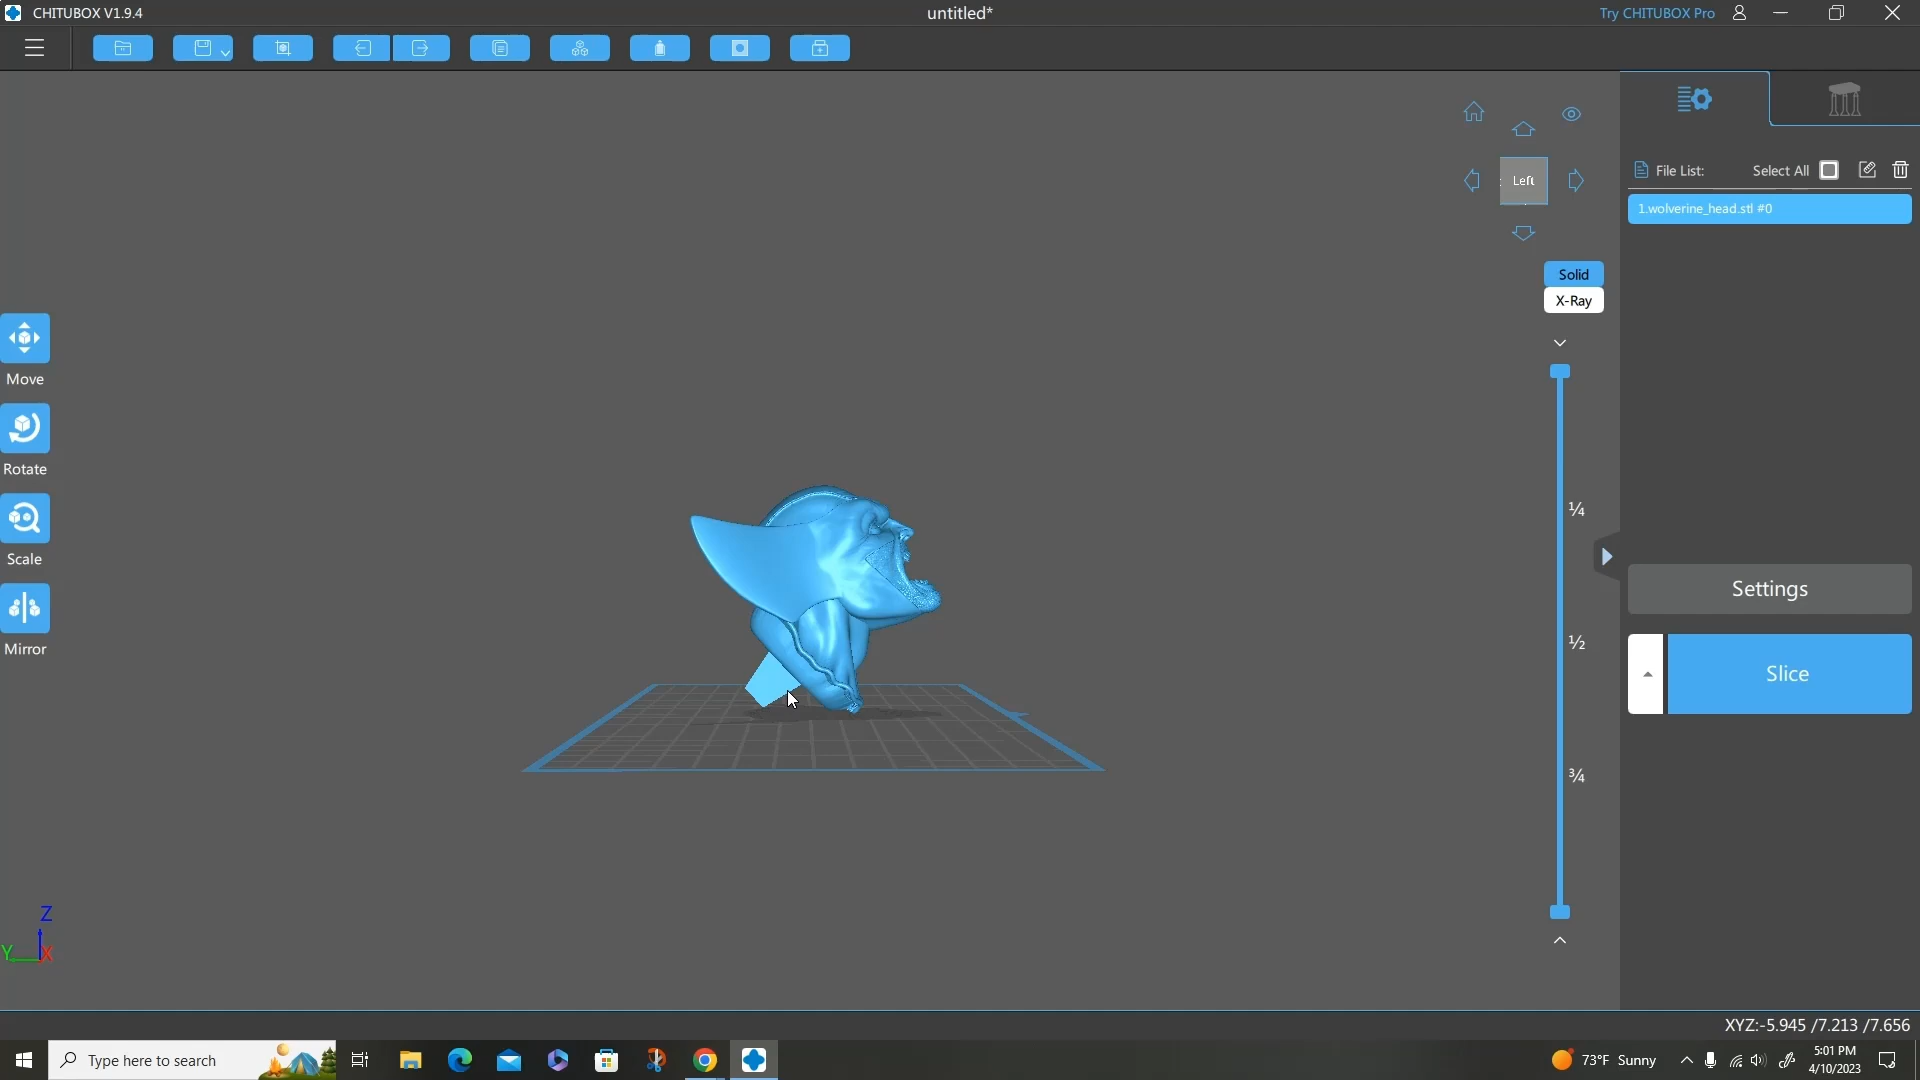 CHITUBOX V1.9.4
untitled*
Try CHITUBOX Pro
File List:
Select All
1.wolverine_head.stl #0
Left
Solid
X-Ray
Move
Rotate
Scale
Mirror
¼
½
¾
Settings
Slice
Z
Y
X
XYZ:-5.945 /7.213 /7.656
Type here to search
73°F Sunny
5:01 PM
4/10/2023